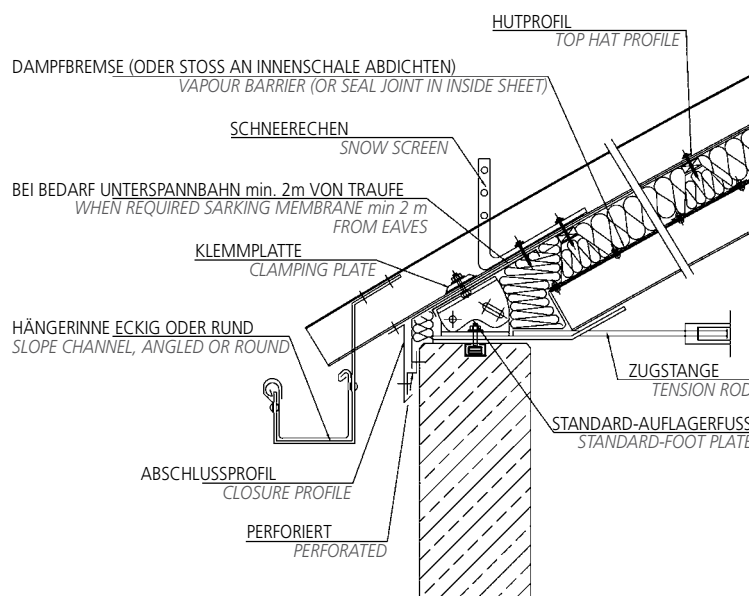 HUTPROFIL
TOP HAT PROFILE
DAMPFBREMSE (ODER STOSS AN INNENSCHALE ABDICHTEN)
VAPOUR BARRIER (OR SEAL JOINT IN INSIDE SHEET)
SCHNEERECHEN
SNOW SCREEN
BEI BEDARF UNTERSPANNBAHN min. 2m VON TRAUFE
WHEN REQUIRED SARKING MEMBRANE min 2 m
FROM EAVES
KLEMMPLATTE
CLAMPING PLATE
HÄNGERINNE ECKIG ODER RUND
SLOPE CHANNEL, ANGLED OR ROUND
ZUGSTANGE
TENSION ROD
STANDARD-AUFLAGERFUSS
STANDARD-FOOT PLATE
ABSCHLUSSPROFIL
CLOSURE PROFILE
PERFORIERT
PERFORATED